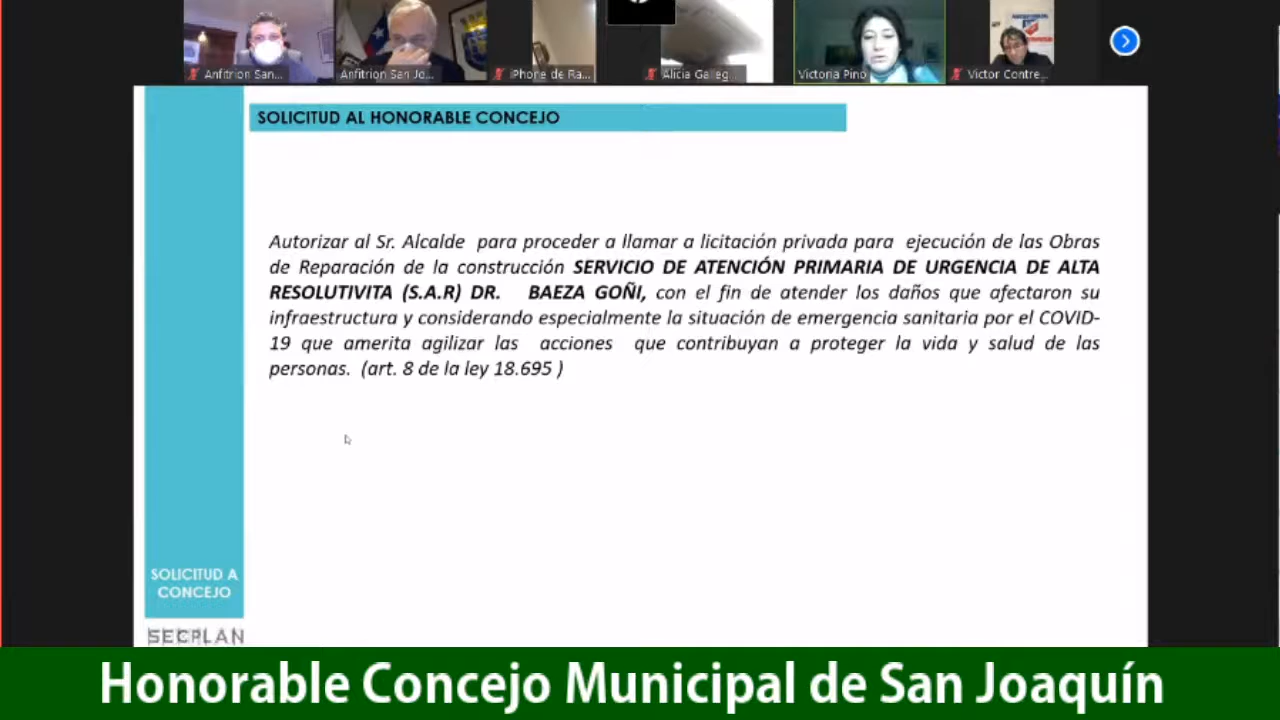 Anfitrion San...
Anfitrion San Jo...
iPhone de Ra...
Alicia Galleg...
Victoria Pino
Victor Contre...
SOLICITUD AL HONORABLE CONCEJO
Autorizar al Sr. Alcalde para proceder a llamar a licitación privada para ejecución de las Obras
de Reparación de la construcción SERVICIO DE ATENCIÓN PRIMARIA DE URGENCIA DE ALTA
RESOLUTIVITA (S.A.R) DR. BAEZA GOÑI, con el fin de atender los daños que afectaron su
infraestructura y considerando especialmente la situación de emergencia sanitaria por el COVID-
19 que amerita agilizar las acciones que contribuyan a proteger la vida y salud de las
personas. (art. 8 de la ley 18.695 )
SOLICITUD A
CONCEJO
SECPLAN
Honorable Concejo Municipal de San Joaquín